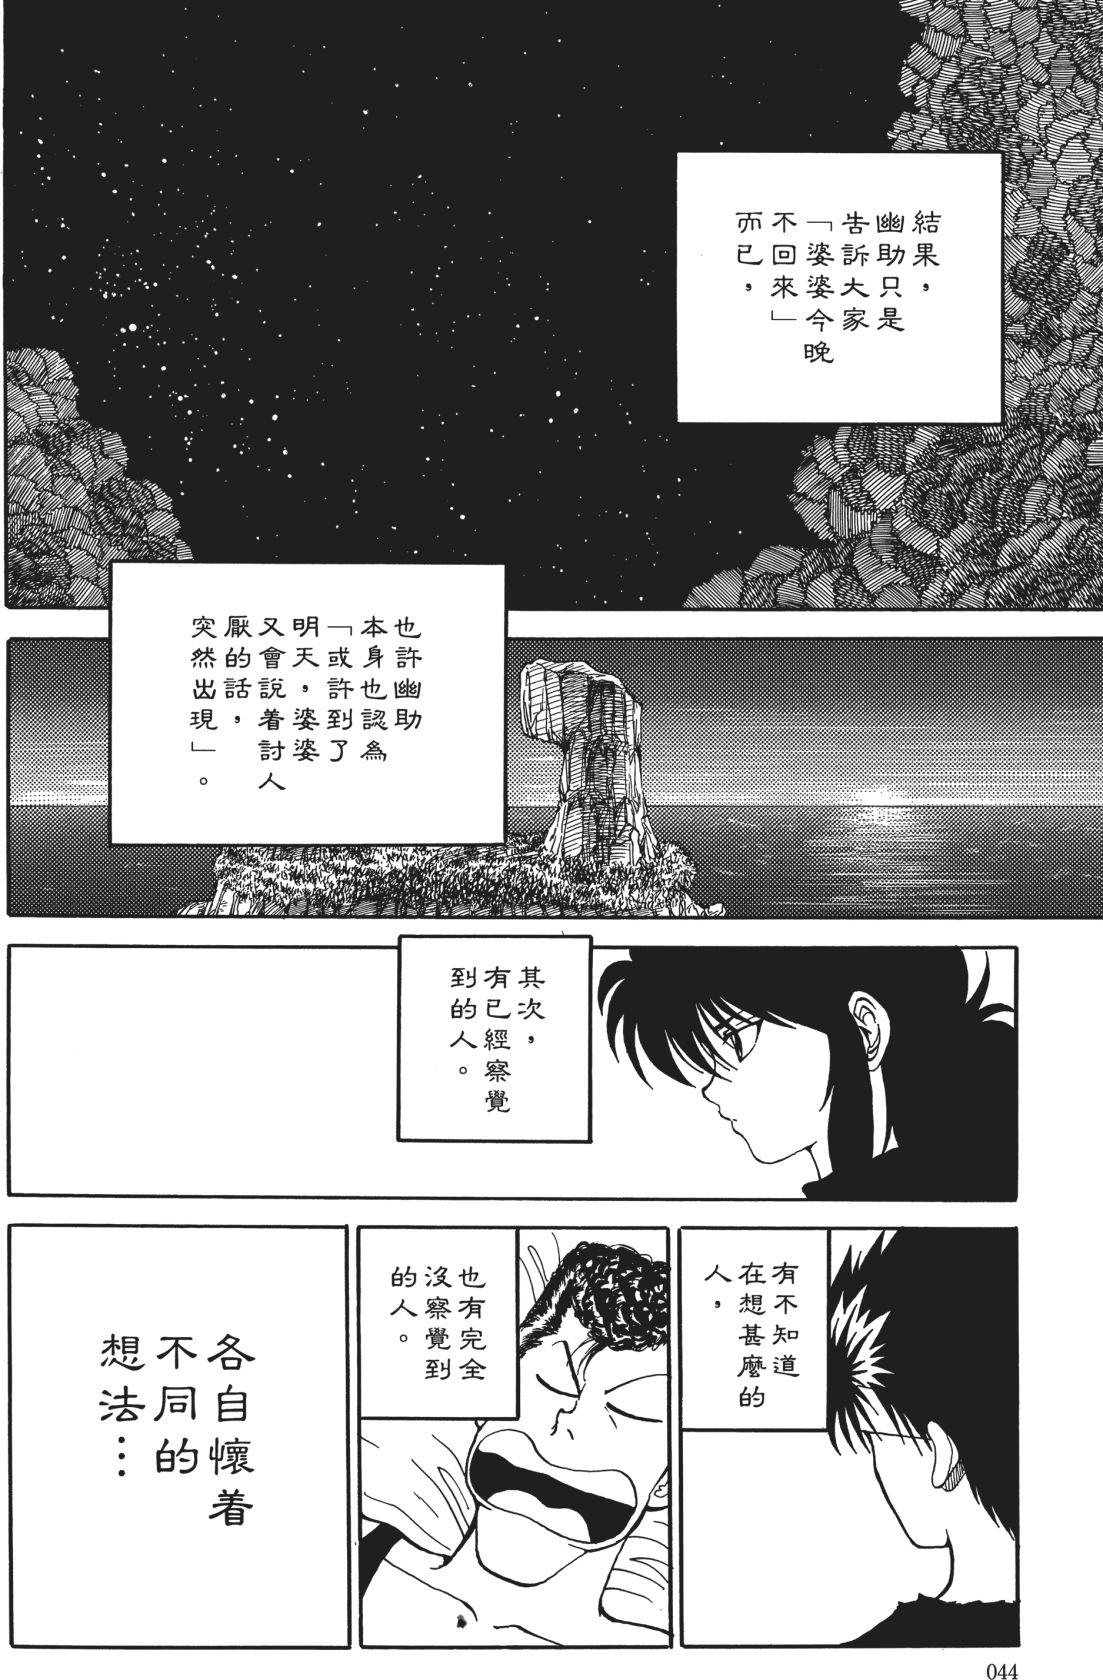 結果，
幽助只是
告訴大家
「婆婆今晚
不回來」
而已，
也許幽助
本身也認為
「或許到了
明天，婆婆
又會說着討人
厭的話，
突然出現」。
其次，
有已經察覺
到的人。
有不知道
在想甚麼的
人，
也有完全
沒察覺到
的人。
各自懷着
不同的
想法…
044